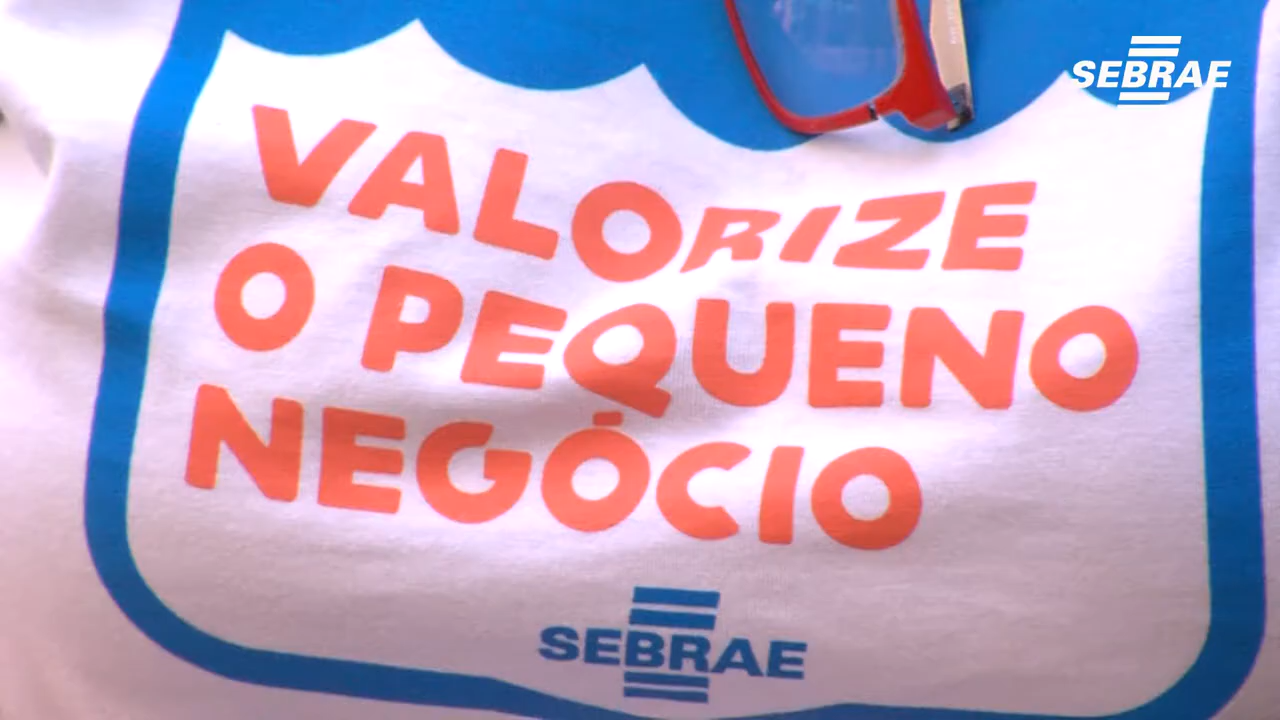 SEBRAE
VALORIZE
O PEQUENO
NEGÓCIO
SEBRAE